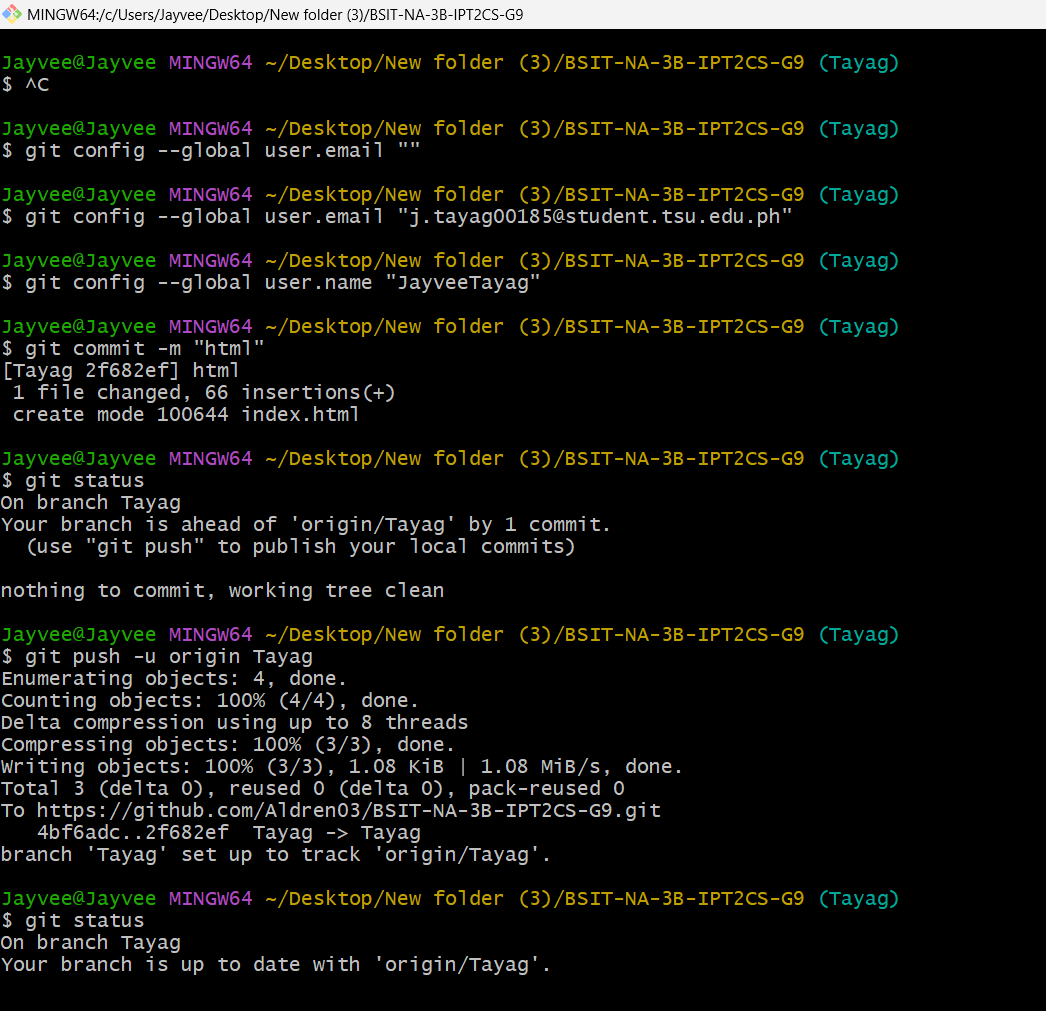 MINGW64:/c/Users/Jayvee/Desktop/New folder (3)/BSIT-NA-3B-IPT2CS-G9
Jayvee@Jayvee MINGW64 ~/Desktop/New folder (3)/BSIT-NA-3B-IPT2CS-G9 (Tayag)
$ ^C
Jayvee@Jayvee MINGW64 ~/Desktop/New folder (3)/BSIT-NA-3B-IPT2CS-G9 (Tayag)
$ git config --global user.email ""
Jayvee@Jayvee MINGW64 ~/Desktop/New folder (3)/BSIT-NA-3B-IPT2CS-G9 (Tayag)
$ git config --global user.email "j.tayag00185@student.tsu.edu.ph"
Jayvee@Jayvee MINGW64 ~/Desktop/New folder (3)/BSIT-NA-3B-IPT2CS-G9 (Tayag)
$ git config --global user.name "JayveeTayag"
Jayvee@Jayvee MINGW64 ~/Desktop/New folder (3)/BSIT-NA-3B-IPT2CS-G9 (Tayag)
$ git commit -m "html"
[Tayag 2f682ef] html
 1 file changed, 66 insertions(+)
 create mode 100644 index.html
Jayvee@Jayvee MINGW64 ~/Desktop/New folder (3)/BSIT-NA-3B-IPT2CS-G9 (Tayag)
$ git status
On branch Tayag
Your branch is ahead of 'origin/Tayag' by 1 commit.
  (use "git push" to publish your local commits)
nothing to commit, working tree clean
Jayvee@Jayvee MINGW64 ~/Desktop/New folder (3)/BSIT-NA-3B-IPT2CS-G9 (Tayag)
$ git push -u origin Tayag
Enumerating objects: 4, done.
Counting objects: 100% (4/4), done.
Delta compression using up to 8 threads
Compressing objects: 100% (3/3), done.
Writing objects: 100% (3/3), 1.08 KiB | 1.08 MiB/s, done.
Total 3 (delta 0), reused 0 (delta 0), pack-reused 0
To https://github.com/Aldren03/BSIT-NA-3B-IPT2CS-G9.git
   4bf6adc..2f682ef  Tayag -> Tayag
branch 'Tayag' set up to track 'origin/Tayag'.
Jayvee@Jayvee MINGW64 ~/Desktop/New folder (3)/BSIT-NA-3B-IPT2CS-G9 (Tayag)
$ git status
On branch Tayag
Your branch is up to date with 'origin/Tayag'.